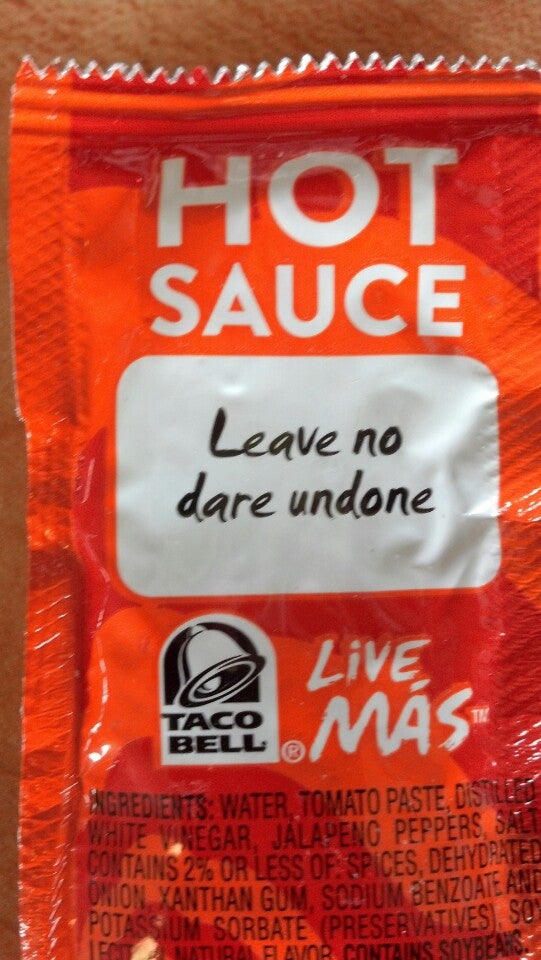 HOT
SAUCE
Leave no
dare undone
TACO
BELL®
LIVE
MÁS™
INGREDIENTS: WATER, TOMATO PASTE, DISTILLED
WHITE VINEGAR, JALAPENO PEPPERS, SALT,
CONTAINS 2% OR LESS OF: SPICES, DEHYDRATED
ONION, XANTHAN GUM, SODIUM BENZOATE AND
POTASSIUM SORBATE (PRESERVATIVES), SOY
NATURAL FLAVOR. CONTAINS SOYBEANS.